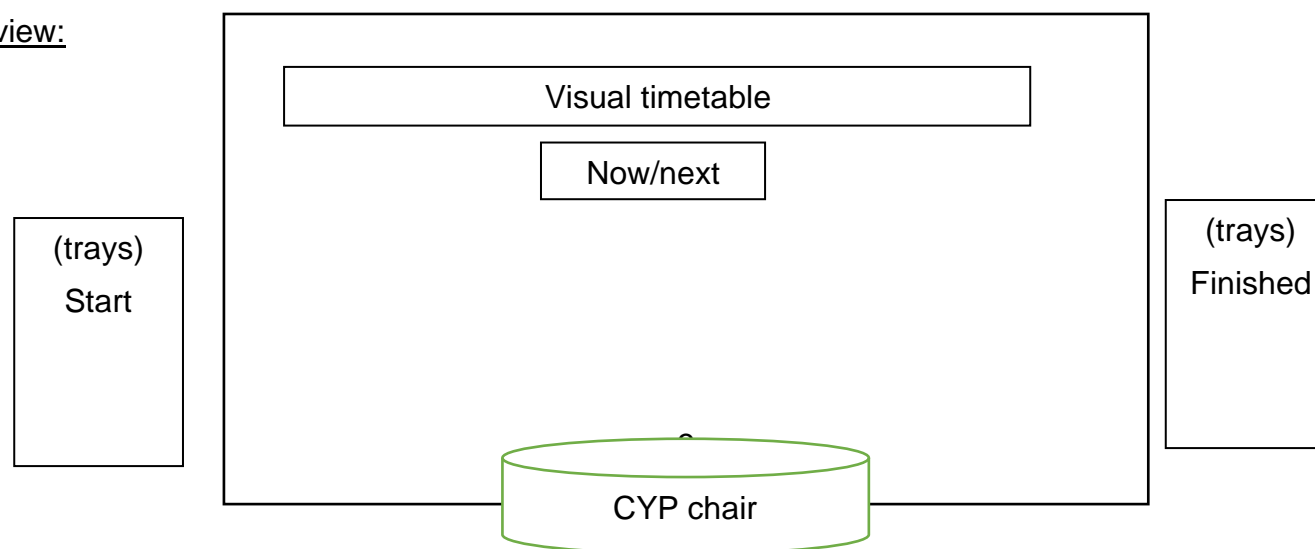 view:
Visual timetable
Now/next
(trays)
Start
(trays)
Finished
CYP chair